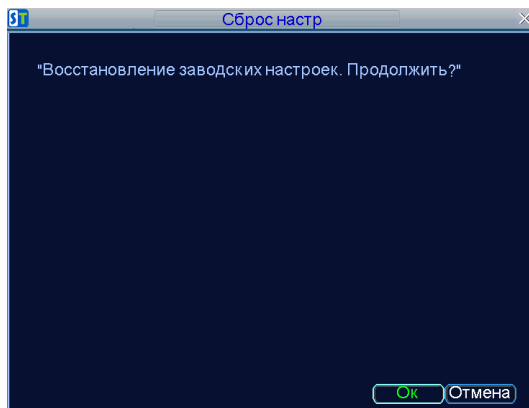 ST
Сброс настр
"Восстановление заводских настроек. Продолжить?"
Ок
Отмена